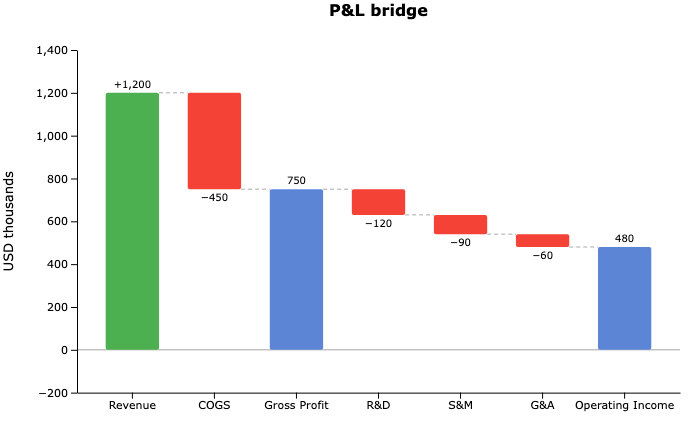 P&L bridge
USD thousands
1,400
1,200
1,000
800
600
400
200
0
−200
+1,200
−450
750
−120
−90
−60
480
Revenue
COGS
Gross Profit
R&D
S&M
G&A
Operating Income